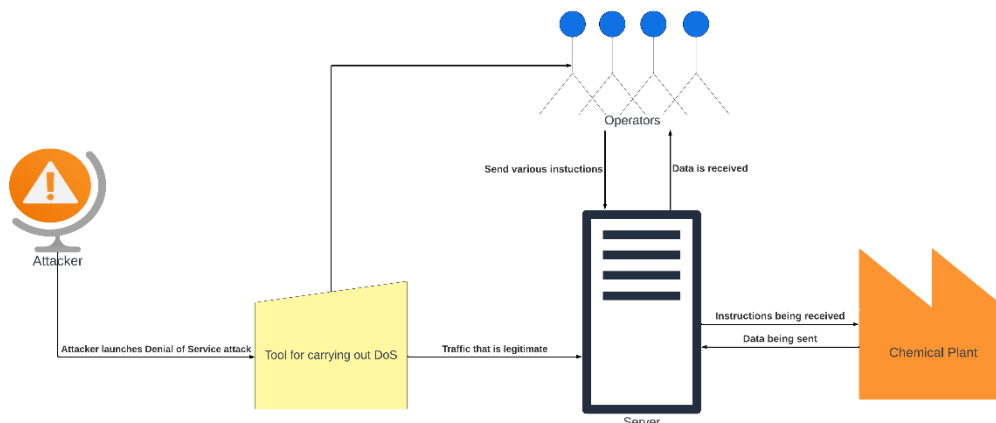 Operators
Send various instuctions
Data is received
Attacker
Instructions being received
Attacker launches Denial of Service attack
Tool for carrying out DoS
Traffic that is legitimate
Data being sent
Chemical Plant
Server